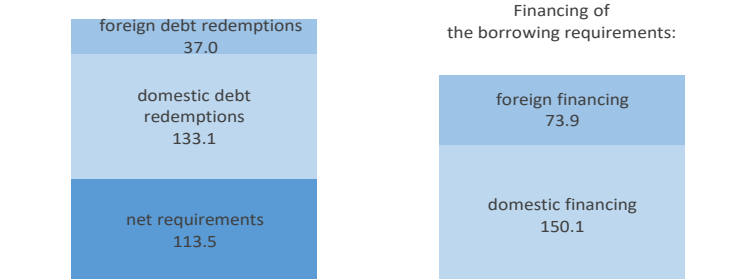 foreign debt redemptions
37.0
domestic debt
redemptions
133.1
net requirements
113.5
Financing of
the borrowing requirements:
foreign financing
73.9
domestic financing
150.1